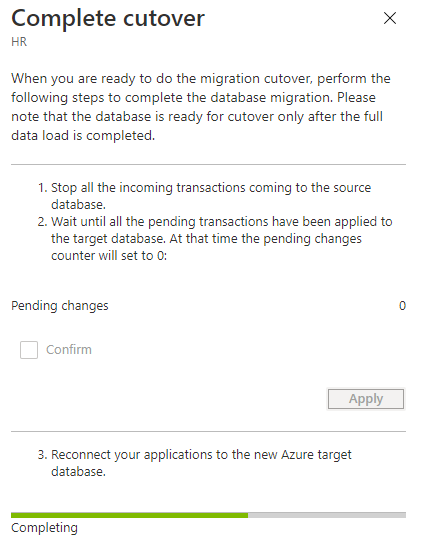 Complete cutover
HR
When you are ready to do the migration cutover, perform the
following steps to complete the database migration. Please
note that the database is ready for cutover only after the full
data load is completed.
1. Stop all the incoming transactions coming to the source
database.
2. Wait until all the pending transactions have been applied to
the target database. At that time the pending changes
counter will set to 0:
Pending changes 0
Confirm
Apply
3. Reconnect your applications to the new Azure target
database.
Completing